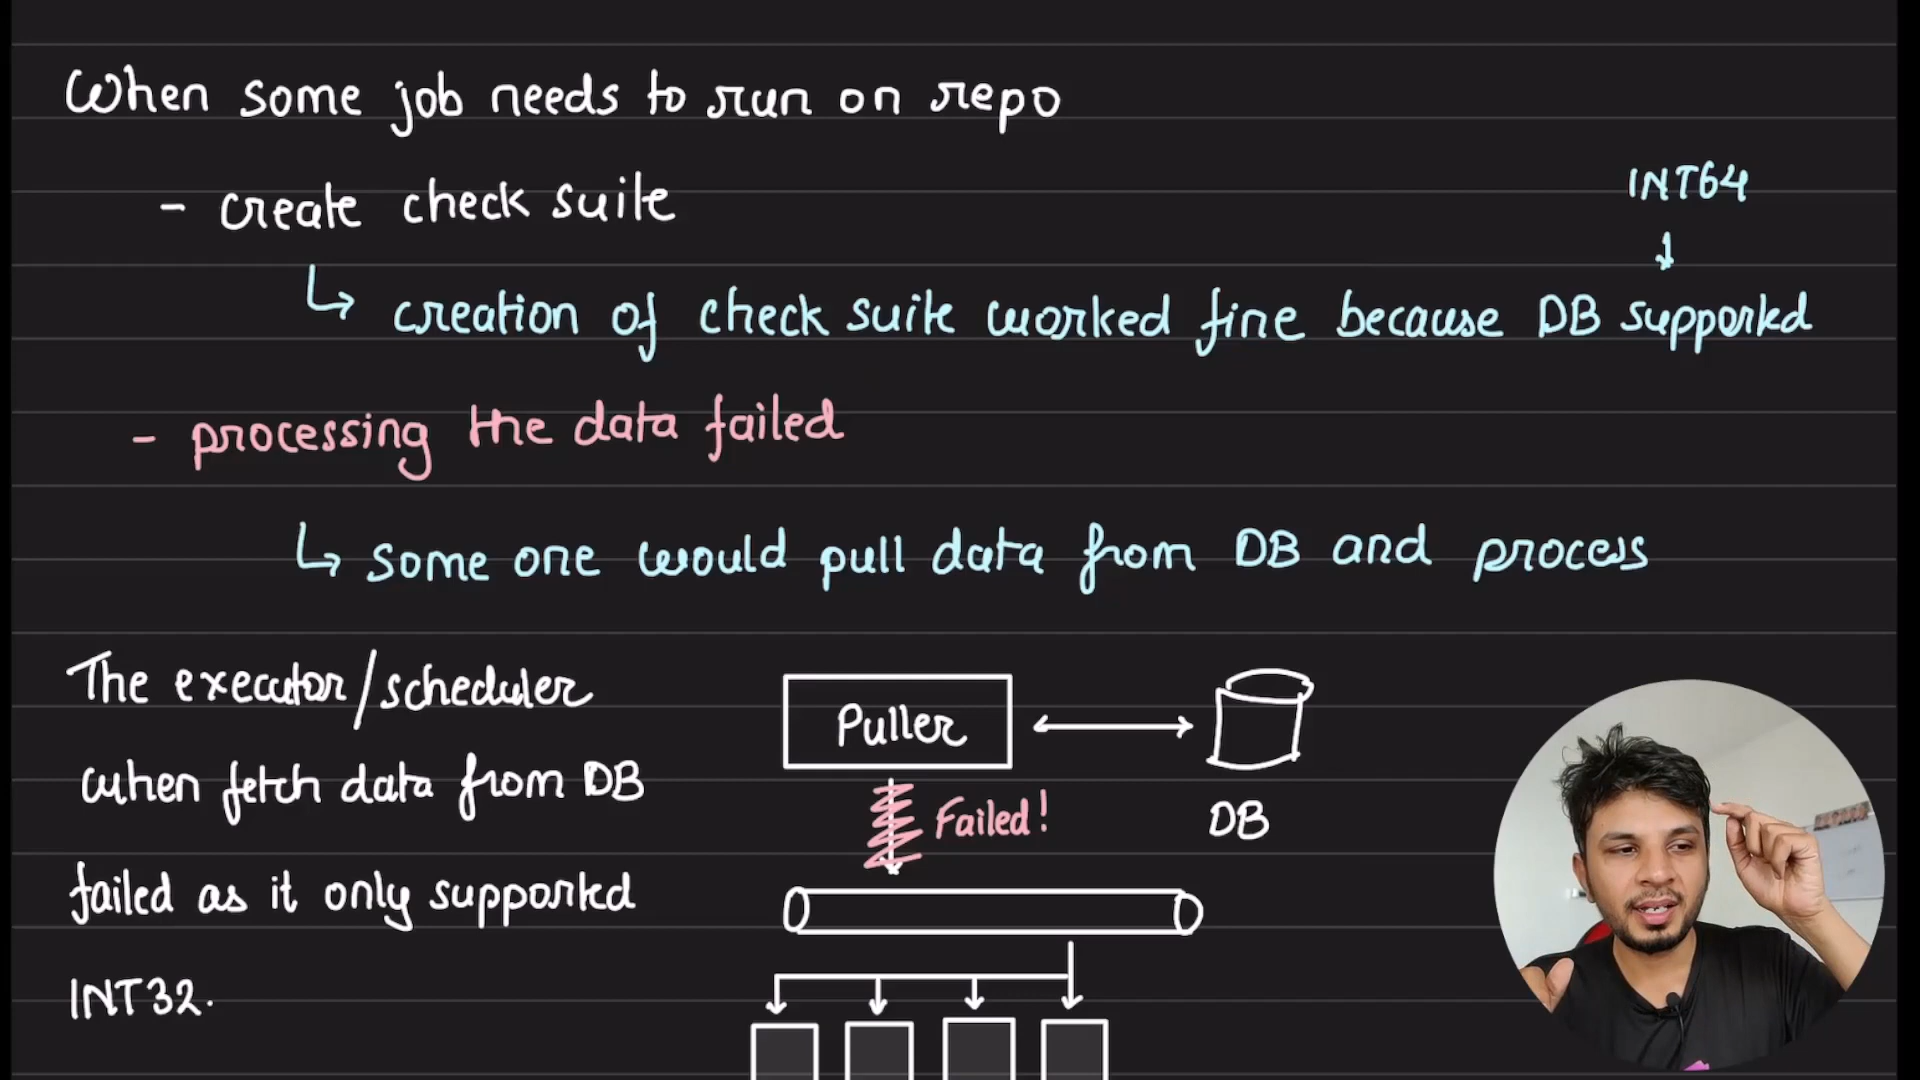 When some job needs to run on repo
- create check suite
INT64
↓
↳ creation of check suite worked fine because DB supported
- processing the data failed
↳ some one would pull data from DB and process
The executor/scheduler
when fetch data from DB
failed as it only supported
INT32.
Puller
Failed!
DB